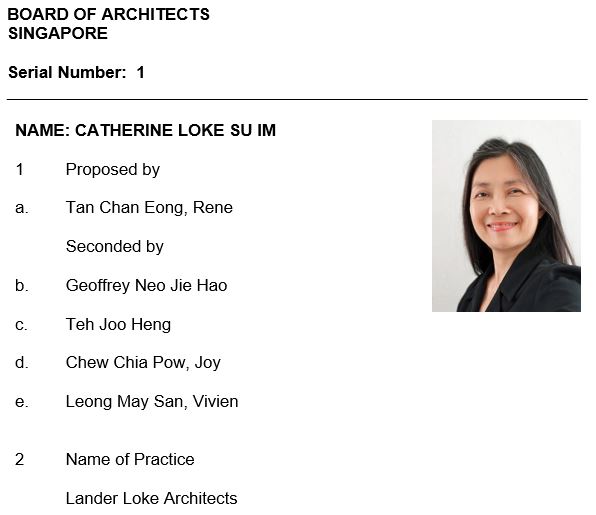 BOARD OF ARCHITECTS
SINGAPORE
Serial Number: 1
NAME: CATHERINE LOKE SU IM
1 Proposed by
a. Tan Chan Eong, Rene
Seconded by
b. Geoffrey Neo Jie Hao
c. Teh Joo Heng
d. Chew Chia Pow, Joy
e. Leong May San, Vivien
2 Name of Practice
Lander Loke Architects